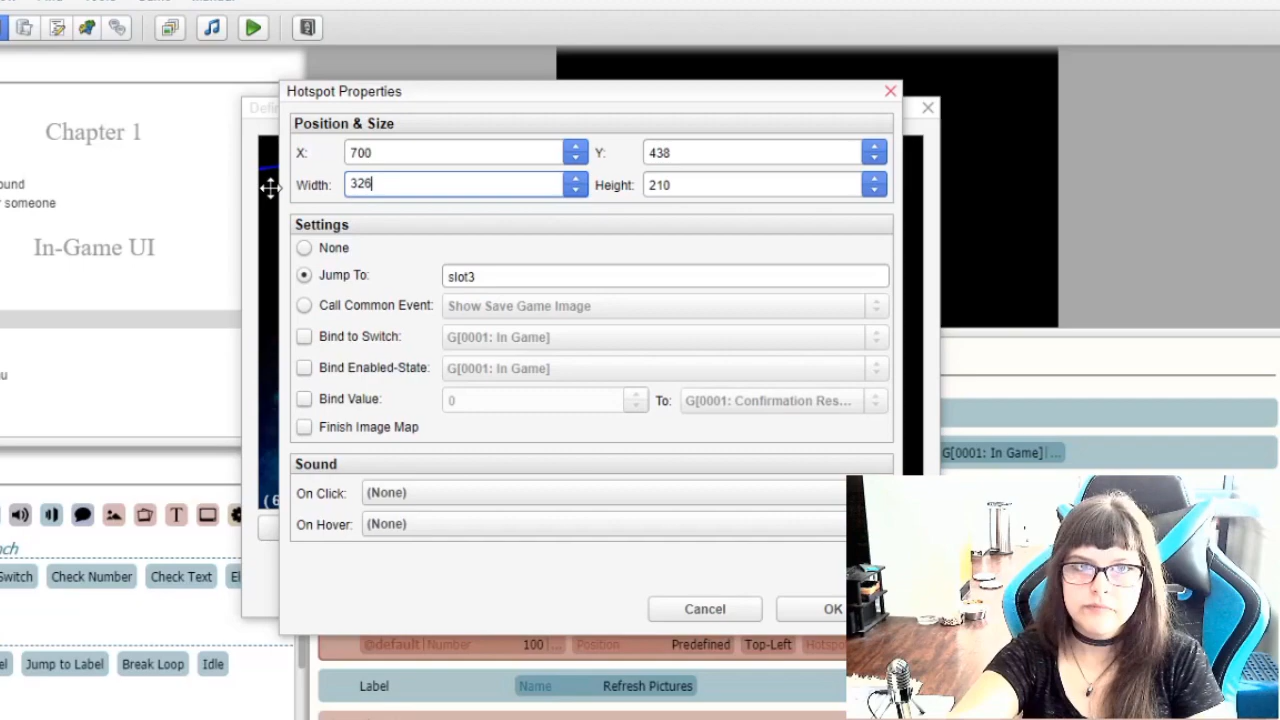 Hotspot Properties
Position & Size
X: 700 Y: 438
Width: 326 Height: 210
Settings
None
Jump To: slot3
Call Common Event: Show Save Game Image
Bind to Switch: G[0001: In Game]
Bind Enabled-State: G[0001: In Game]
Bind Value: 0 To: G[0001: Confirmation Res...
Finish Image Map
Sound
On Click: (None)
On Hover: (None)
Cancel OK
Chapter 1
someone
In-Game UI
Check Number Check Text
Jump to Label Break Loop Idle
G[0001: In Game] ...
@default Number 100 ... Position Predefined Top-Left
Label Name Refresh Pictures